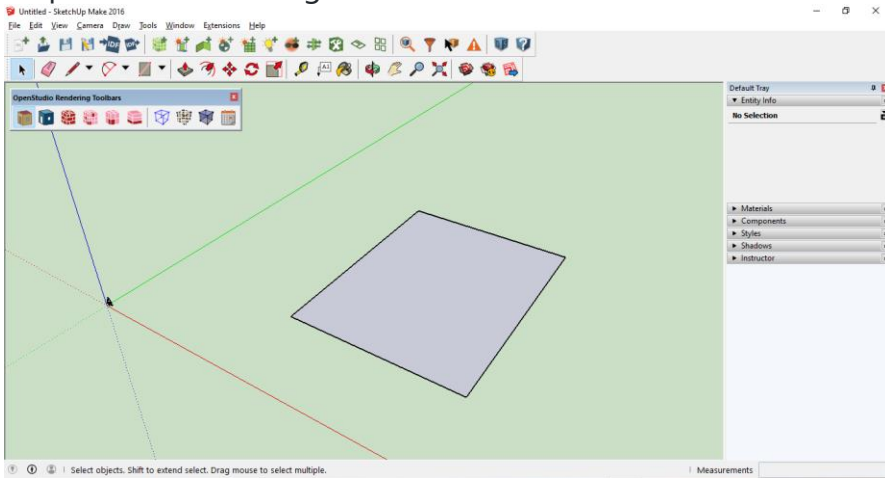 Untitled - SketchUp Make 2016
File Edit View Camera Draw Tools Window Extensions Help
OpenStudio Rendering Toolbars
Default Tray
Entity Info
No Selection
Materials
Components
Styles
Shadows
Instructor
Select objects. Shift to extend select. Drag mouse to select multiple.
Measurements